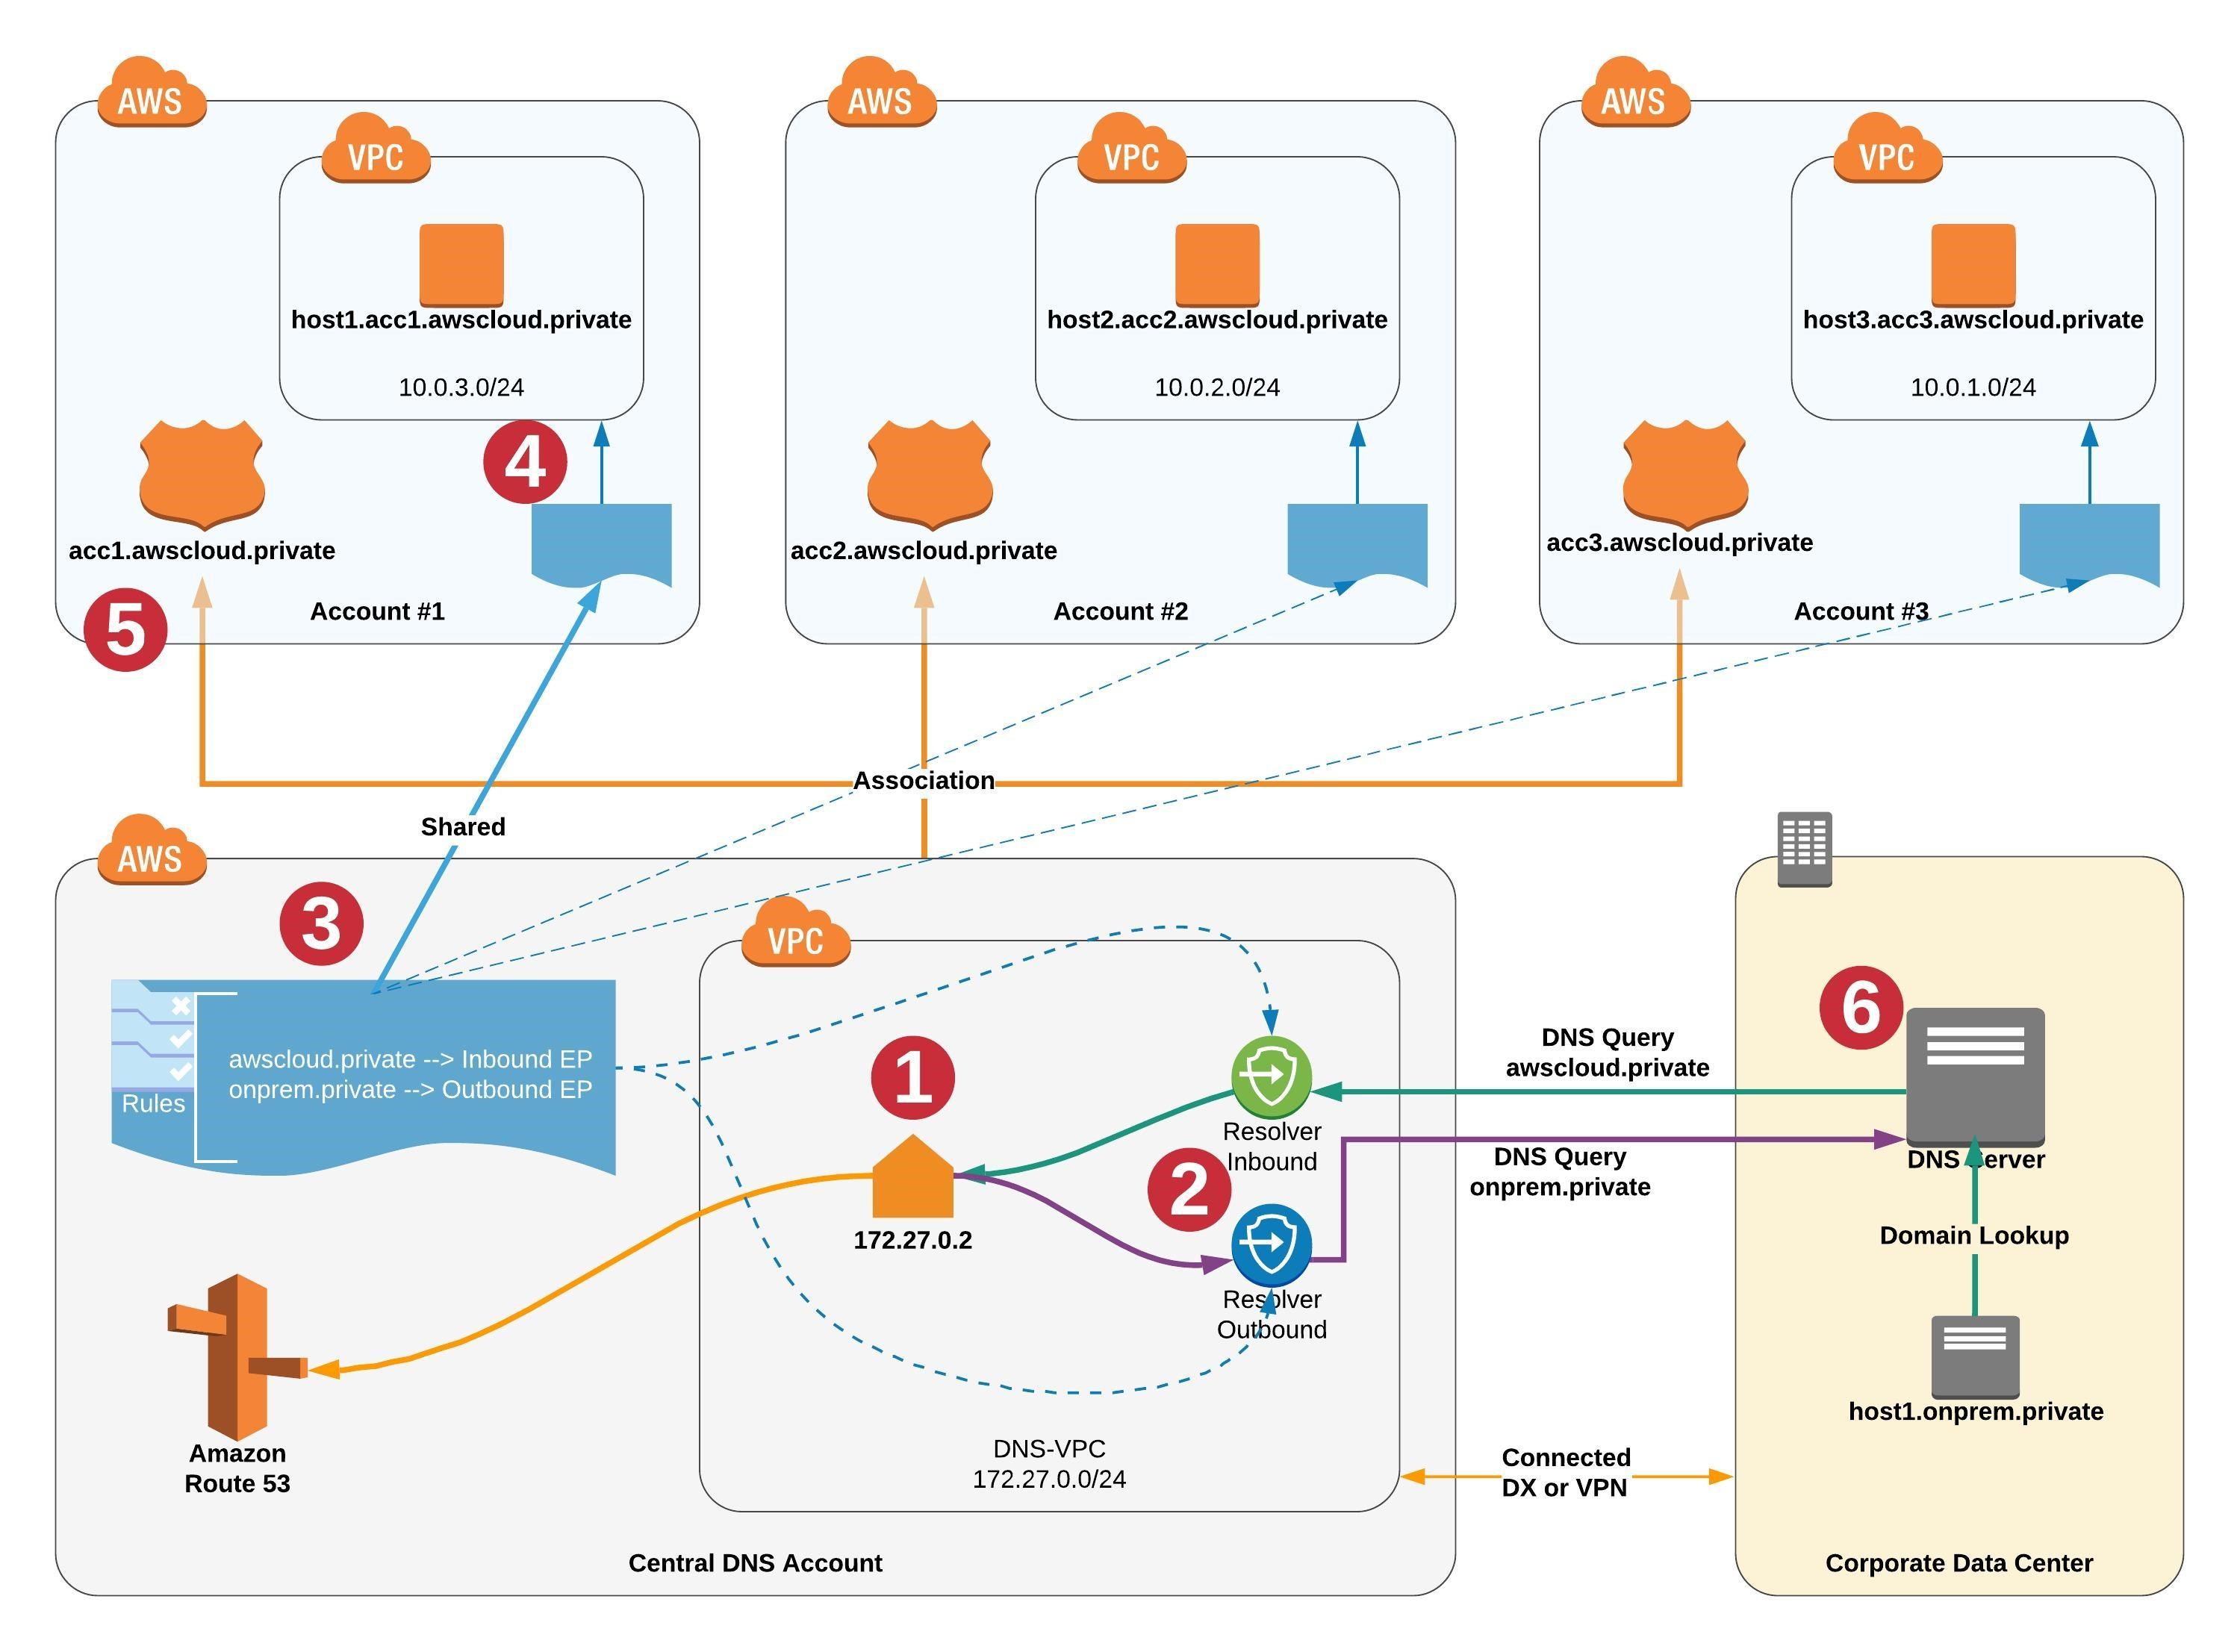 AWS
VPC
host1.acc1.awscloud.private
10.0.3.0/24
4
acc1.awscloud.private
5
Account #1
AWS
VPC
host2.acc2.awscloud.private
10.0.2.0/24
acc2.awscloud.private
Account #2
AWS
VPC
host3.acc3.awscloud.private
10.0.1.0/24
acc3.awscloud.private
Account #3
Association
Shared
AWS
3
Rules
awscloud.private --> Inbound EP
onprem.private --> Outbound EP
VPC
1
172.27.0.2
Resolver
Inbound
2
Resolver
Outbound
Amazon
Route 53
DNS-VPC
172.27.0.0/24
Central DNS Account
DNS Query
awscloud.private
DNS Query
onprem.private
Connected
DX or VPN
6
DNS Server
Domain Lookup
host1.onprem.private
Corporate Data Center